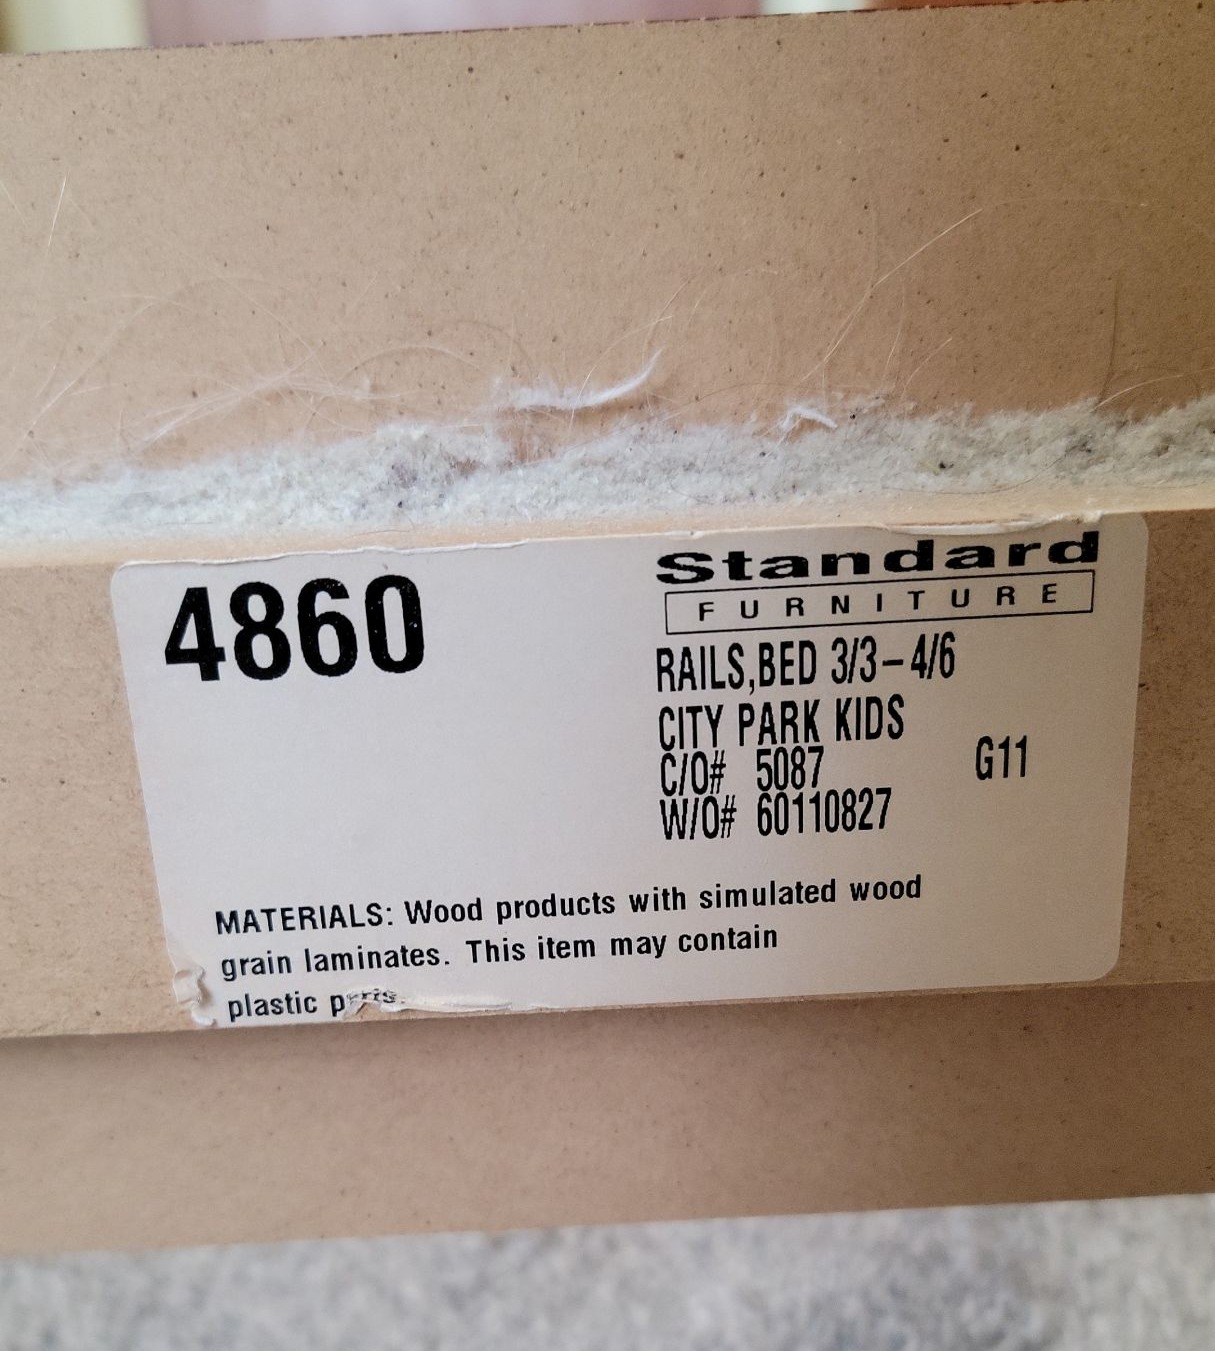 4860
Standard
FURNITURE
RAILS,BED 3/3-4/6
CITY PARK KIDS
C/O# 5087 G11
W/O# 60110827
MATERIALS: Wood products with simulated wood
grain laminates. This item may contain
plastic